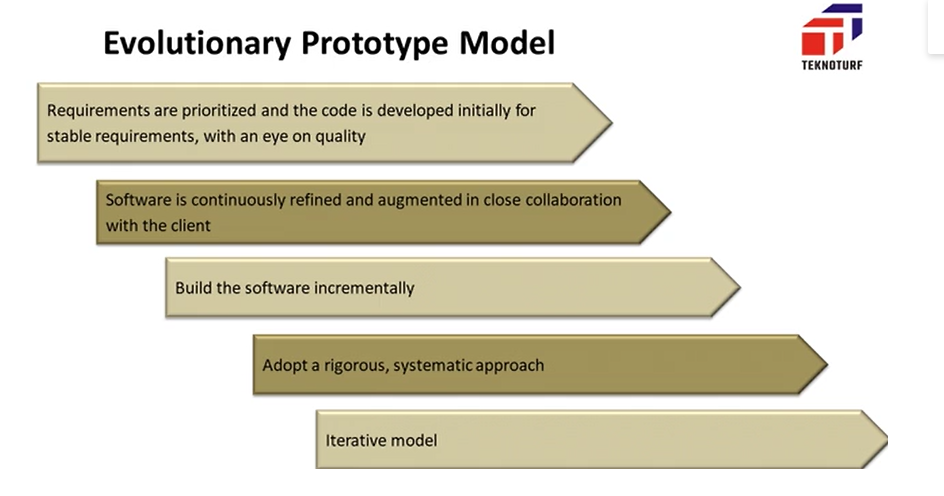 Evolutionary Prototype Model
TEKNOTURF
Requirements are prioritized and the code is developed initially for
stable requirements, with an eye on quality
Software is continuously refined and augmented in close collaboration
with the client
Build the software incrementally
Adopt a rigorous, systematic approach
Iterative model